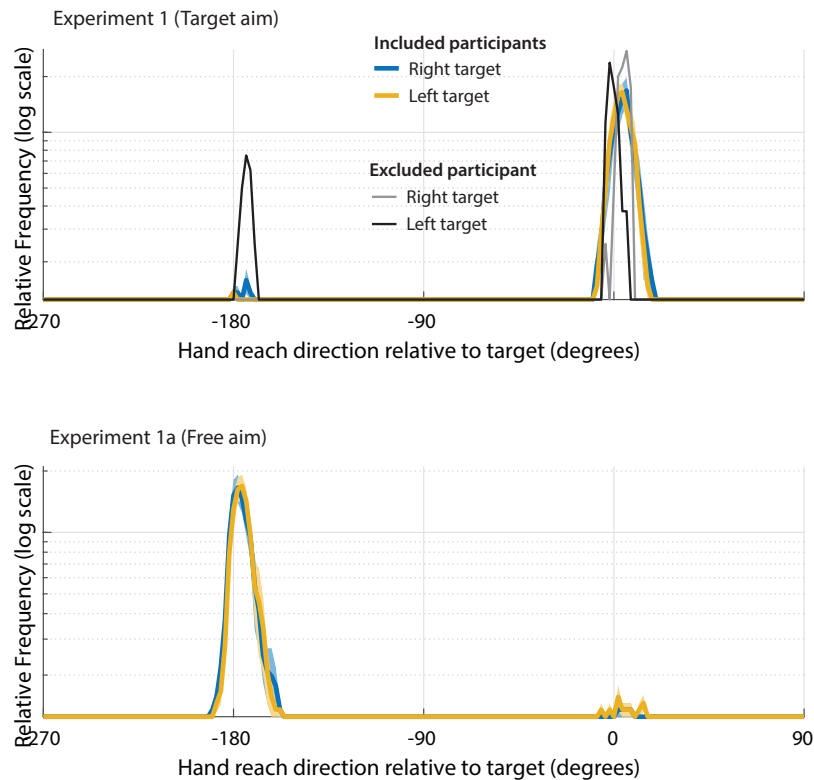 Experiment 1 (Target aim)
Included participants
Right target
Left target
Excluded participant
Right target
Left target
Relative Frequency (log scale)
-270 -180 -90 0
Hand reach direction relative to target (degrees)
Experiment 1a (Free aim)
Relative Frequency (log scale)
-270 -180 -90 0 90
Hand reach direction relative to target (degrees)